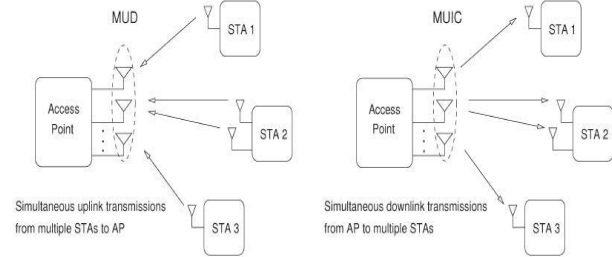 MUD
STA 1
Access
Point
STA 2
Simultaneous uplink transmissions
from multiple STAs to AP
STA 3
MUIC
STA 1
Access
Point
STA 2
Simultaneous downlink transmissions
from AP to multiple STAs
STA 3